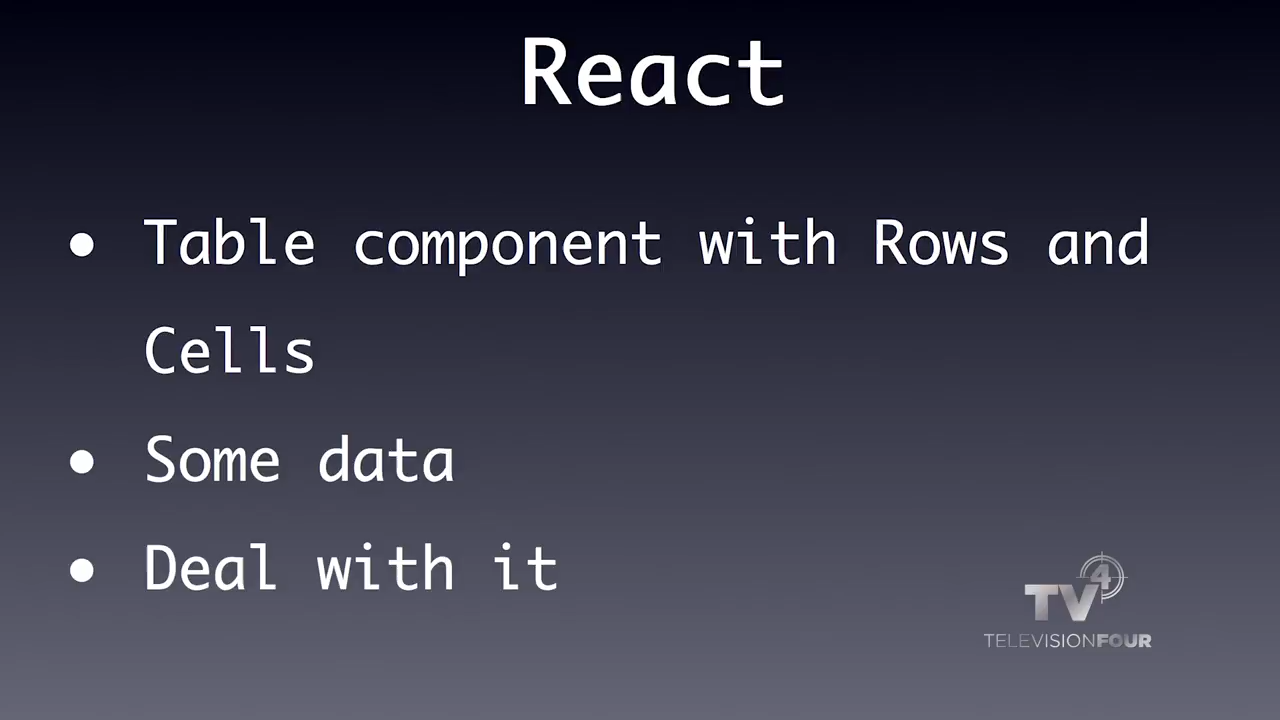 React
• Table component with Rows and
Cells
• Some data
• Deal with it
TV4
TELEVISIONFOUR